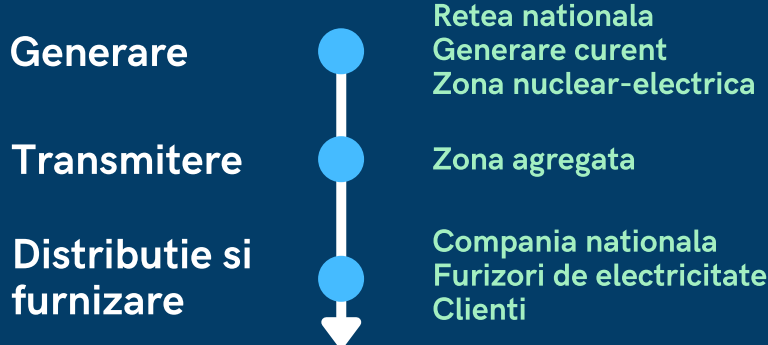 Generare
Retea nationala
Generare curent
Zona nuclear-electrica
Transmitere
Zona agregata
Distributie si
furnizare
Compania nationala
Furizori de electricitate
Clienti